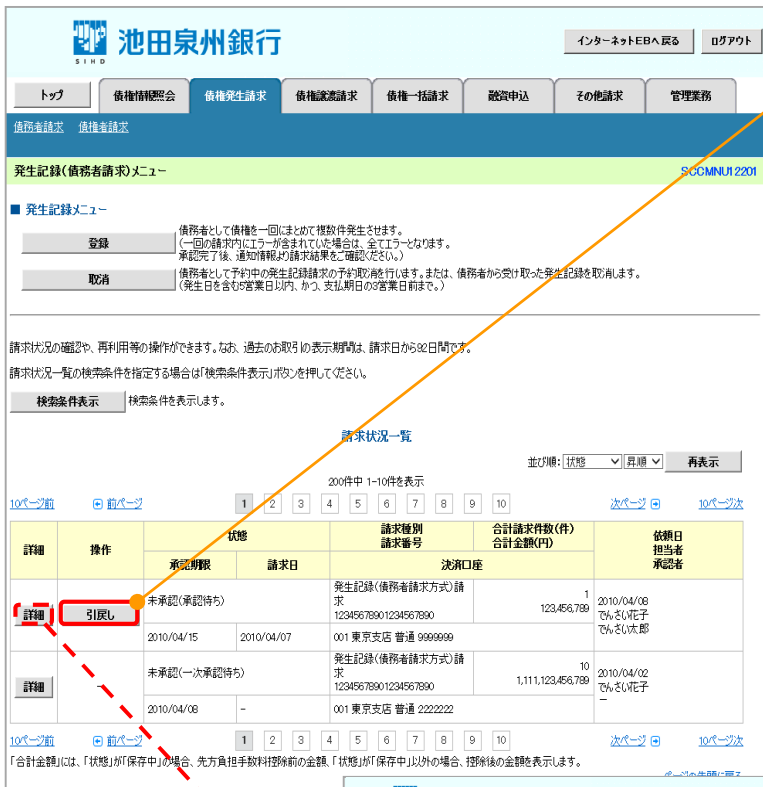 SIHD 池田泉州銀行
インターネットEBへ戻る ログアウト
トップ 債権情報照会 債権発生請求 債権譲渡請求 債権一括請求 融資申込 その他請求 管理業務
債務者請求 債権者請求
発生記録(債務者請求)メニュー SCCMNU12201
■ 発生記録メニュー
登録 債務者として債権を一回にまとめて複数件発生させます。
(一回の請求内にエラーが含まれていた場合は、全てエラーとなります。
承認完了後、通知情報より請求結果をご確認ください。)
取消 債務者として予約中の発生記録請求の予約取消を行います。または、債務者から受け取った発生記録を取消します。
(発生日を含む5営業日以内、かつ、支払期日の3営業日前まで。)
請求状況の確認や、再利用等の操作ができます。なお、過去のお取引の表示期間は、請求日から92日間です。
請求状況一覧の検索条件を指定する場合は「検索条件表示」ボタンを押してください。
検索条件表示 検索条件を表示します。
請求状況一覧
並び順: 状態 昇順 再表示
200件中 1-10件を表示
10ページ前 前ページ 1 2 3 4 5 6 7 8 9 10 次ページ 10ページ次
詳細 操作 状態 請求種別 合計請求件数(件) 依頼日
請求番号 合計金額(円) 担当者
承認期限 請求日 決済口座 承認者
詳細 引戻し 未承認(承認待ち) 発生記録(債務者請求方式)請求 1 2010/04/08
12345678901234567890 123,456,789 でんさい花子
2010/04/15 2010/04/07 001 東京支店 普通 9999999 でんさい太郎
詳細 - 未承認(一次承認待ち) 発生記録(債務者請求方式)請求 10 2010/04/02
12345678901234567890 1,111,123,456,789 でんさい花子
2010/04/08 - 001 東京支店 普通 2222222 -
10ページ前 前ページ 1 2 3 4 5 6 7 8 9 10 次ページ 10ページ次
「合計金額」には、「状態」が「保存中」の場合、先方負担手数料控除前の金額、「状態」が「保存中」以外の場合、控除後の金額を表示します。
ページの先頭に戻る